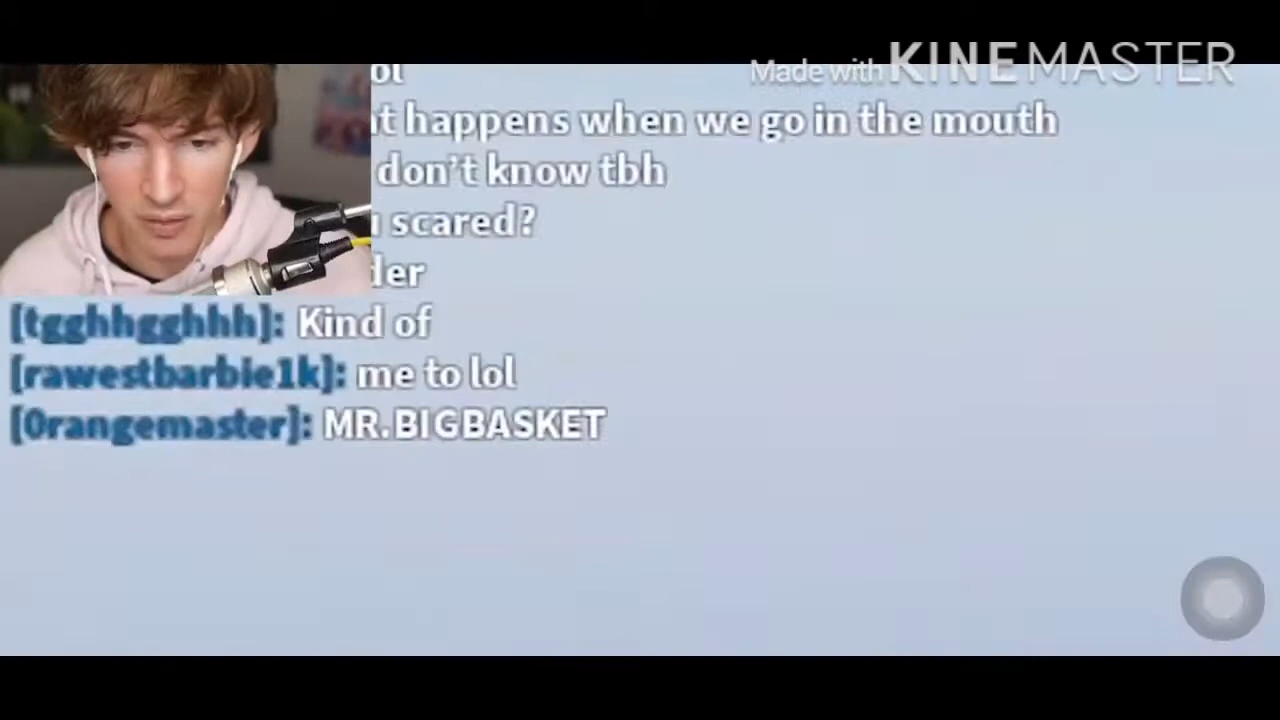 Made with KINEMASTER
ol
t happens when we go in the mouth
don't know tbh
scared?
der
[tgghhgghhh]: Kind of
[rawestbarbie1k]: me to lol
[0rangemaster]: MR.BIGBASKET